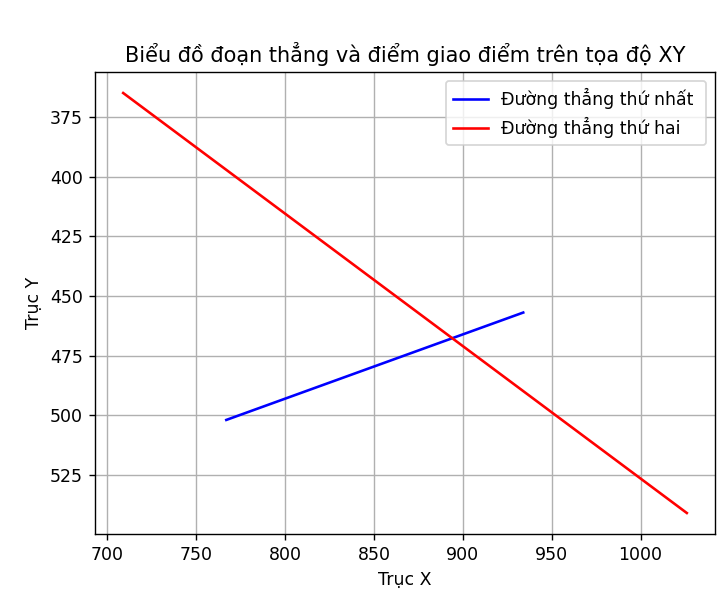 Biểu đồ đoạn thẳng và điểm giao điểm trên tọa độ XY
Đường thẳng thứ nhất
Đường thẳng thứ hai
375
400
425
450
475
500
525
Trục Y
700
750
800
850
900
950
1000
Trục X